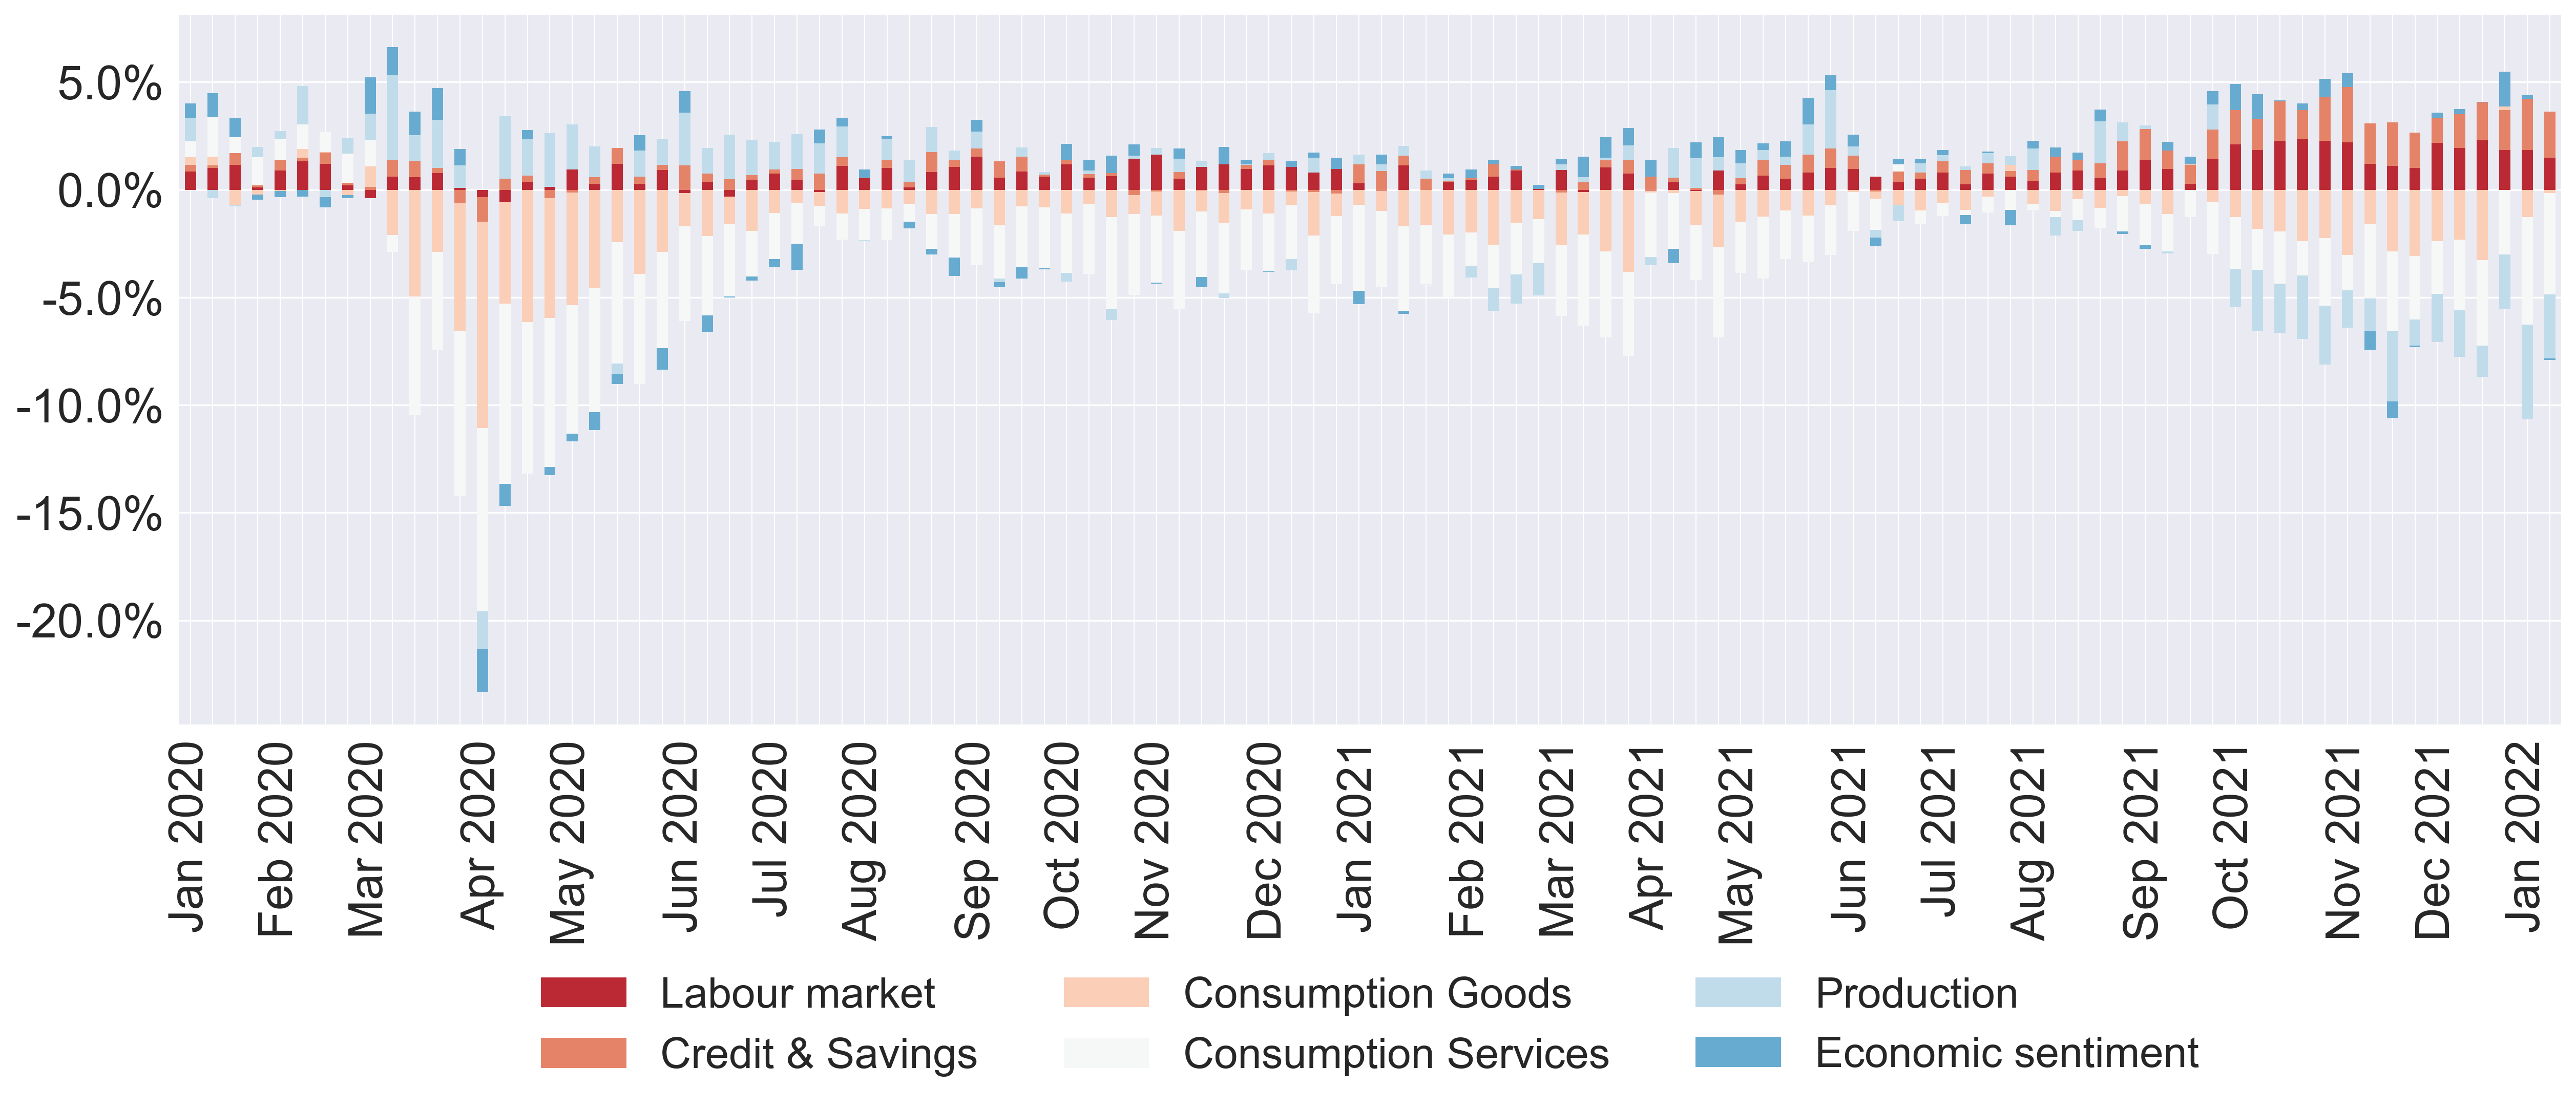 5.0%
0.0%
-5.0%
-10.0%
-15.0%
-20.0%
Jan 2020
Feb 2020
Mar 2020
Apr 2020
May 2020
Jun 2020
Jul 2020
Aug 2020
Sep 2020
Oct 2020
Nov 2020
Dec 2020
Jan 2021
Feb 2021
Mar 2021
Apr 2021
May 2021
Jun 2021
Jul 2021
Aug 2021
Sep 2021
Oct 2021
Nov 2021
Dec 2021
Jan 2022
Labour market
Consumption Goods
Production
Credit & Savings
Consumption Services
Economic sentiment